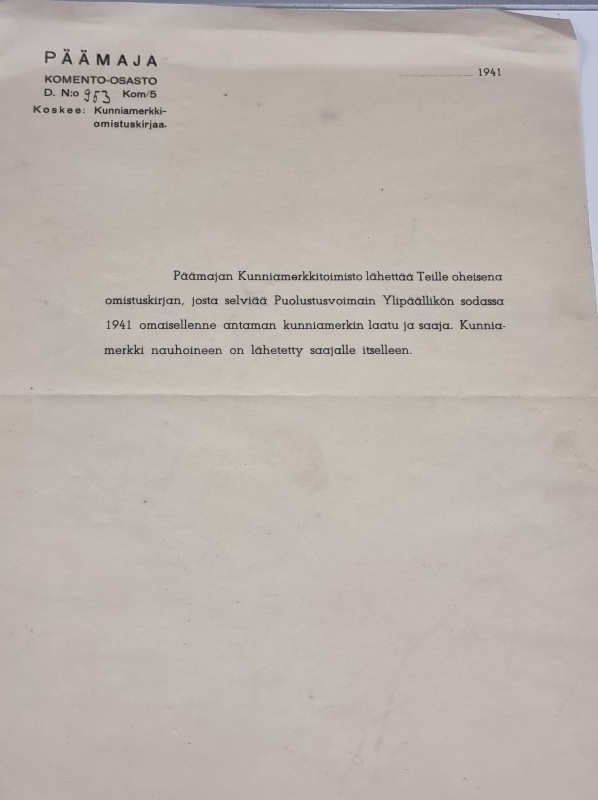 PÄÄMAJA
KOMENTO-OSASTO
D. N:o 953 Kom/5
Koskee: Kunniamerkki-
omistuskirjaa.
1941
Päämajan Kunniamerkkitoimisto lähettää Teille oheisena
omistuskirjan, josta selviää Puolustusvoimain Ylipäällikön sodassa
1941 omaisellenne antaman kunniamerkin laatu ja saaja. Kunnia-
merkki nauhoineen on lähetetty saajalle itselleen.